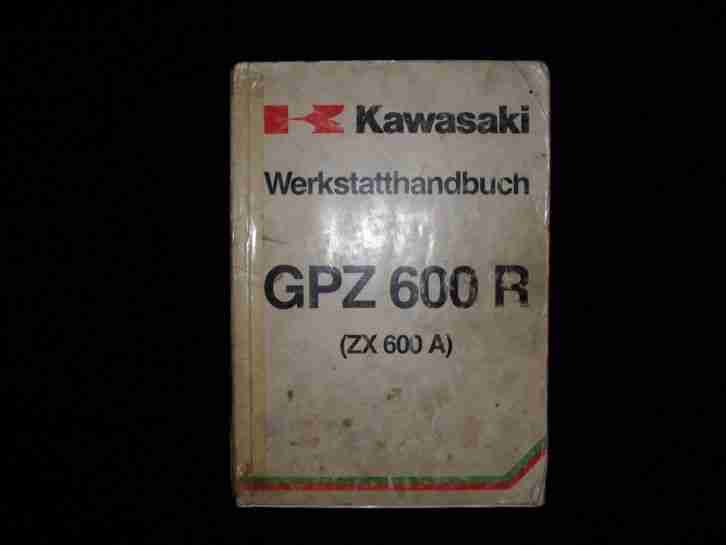 Kawasaki
Werkstatthandbuch
GPZ 600 R
(ZX 600 A)